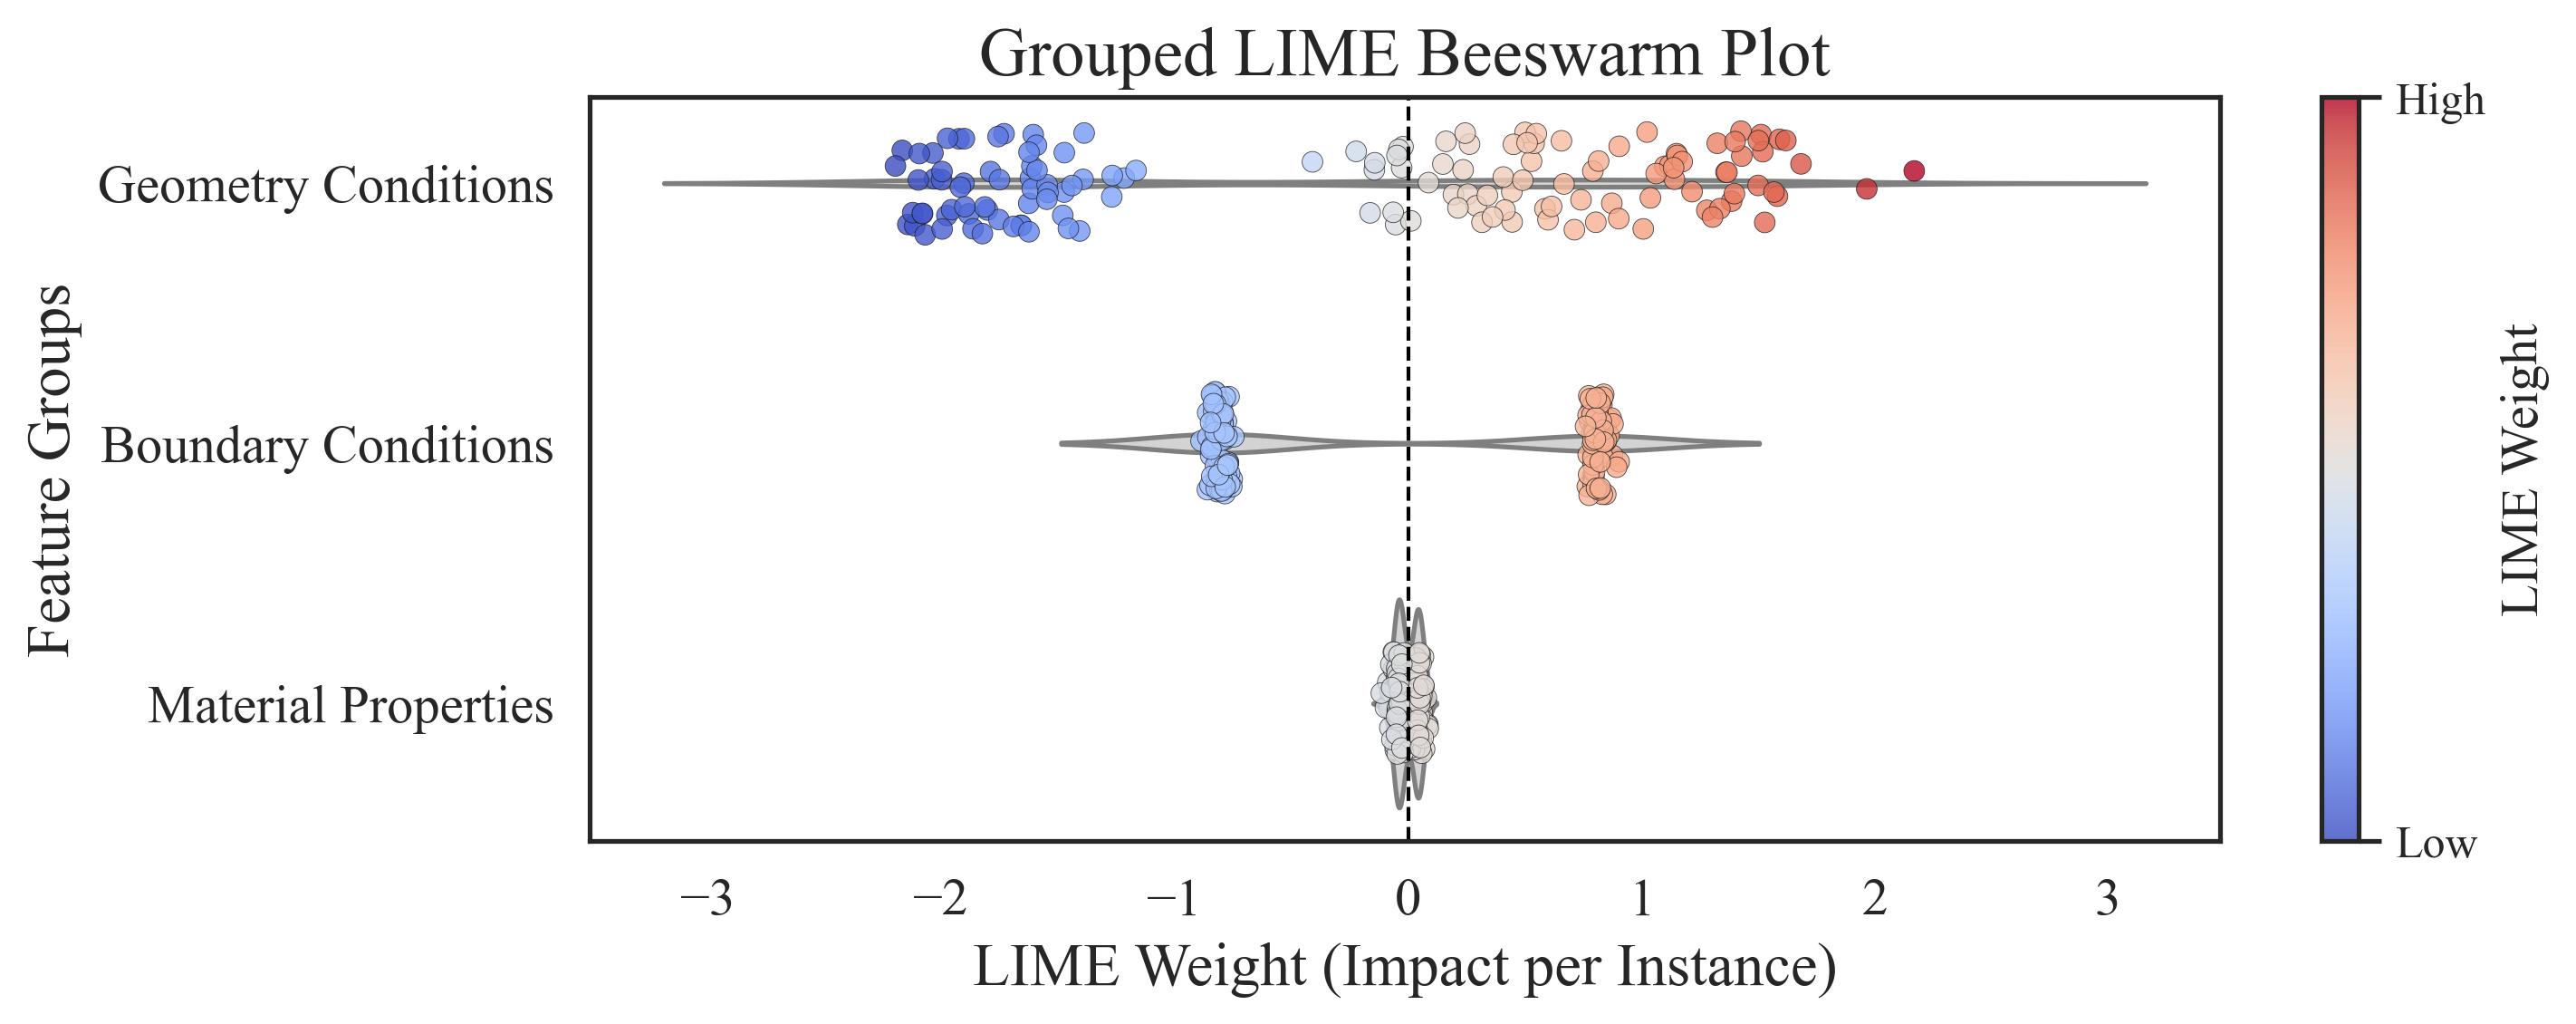 Grouped LIME Beeswarm Plot
High
Geometry Conditions
Boundary Conditions
Material Properties
Feature Groups
LIME Weight
Low
−3 −2 −1 0 1 2 3
LIME Weight (Impact per Instance)